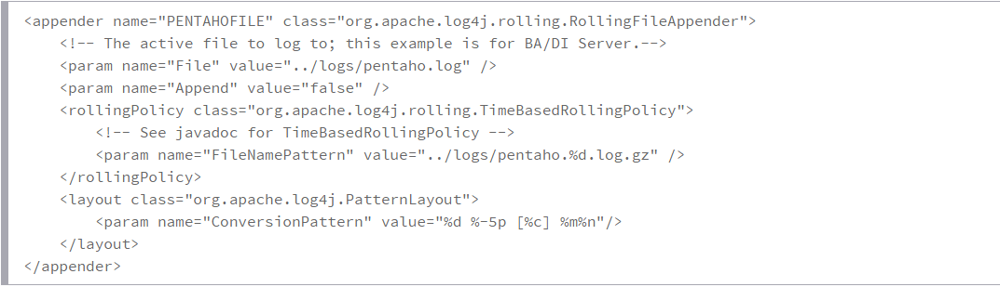 <appender name="PENTAHOFILE" class="org.apache.log4j.rolling.RollingFileAppender">
    <!-- The active file to log to; this example is for BA/DI Server.-->
    <param name="File" value="../logs/pentaho.log" />
    <param name="Append" value="false" />
    <rollingPolicy class="org.apache.log4j.rolling.TimeBasedRollingPolicy">
        <!-- See javadoc for TimeBasedRollingPolicy -->
        <param name="FileNamePattern" value="../logs/pentaho.%d.log.gz" />
    </rollingPolicy>
    <layout class="org.apache.log4j.PatternLayout">
        <param name="ConversionPattern" value="%d %-5p [%c] %m%n"/>
    </layout>
</appender>